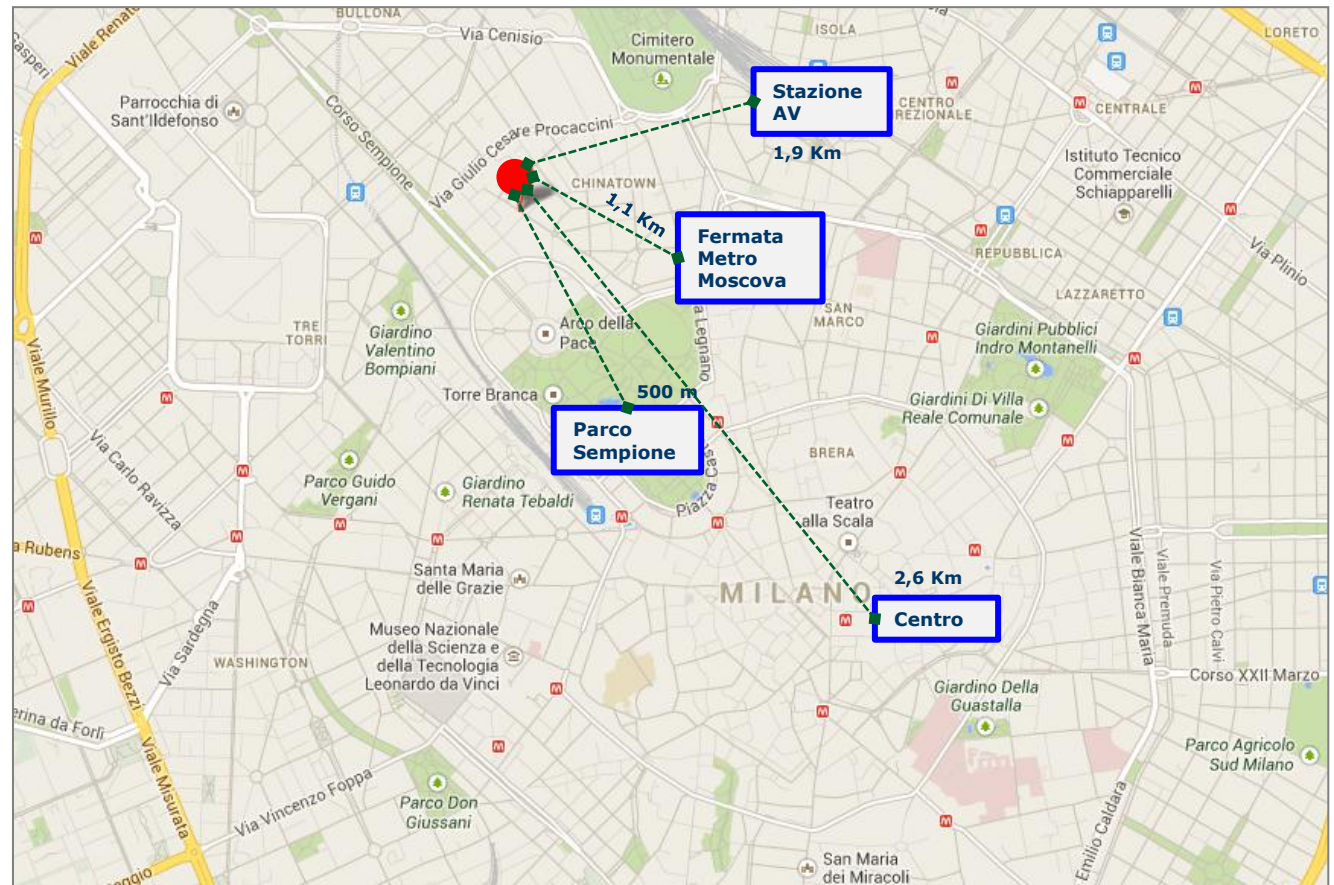 BULLONA
Via Cenisio
ISOLA
LORETO
Viale Renato
Gasperi
Cimitero
Monumentale
Parrocchia di
Sant'Ildefonso
Corso Sempione
Via Giulio Cesare Procaccini
Stazione
AV
1,9 Km
CENTRO
REZIONALE
CENTRALE
Istituto Tecnico
Commerciale
Schiapparelli
CHINATOWN
1,1 Km
Fermata
Metro
Moscova
REPUBBLICA
Via Plinio
LAZZARETTO
SAN
MARCO
Giardini Pubblici
Indro Montanelli
TRE
TORRI
Giardino
Valentino
Bompiani
Arco della
Pace
a Legnano
Viale Murillo
Torre Branca
500 m
Giardini Di Villa
Reale Comunale
Parco
Sempione
Via Carlo Ravizza
Parco Guido
Vergani
Giardino
Renata Tebaldi
Piazza Cast
BRERA
Teatro
alla Scala
a Rubens
Santa Maria
delle Grazie
MILANO
2,6 Km
Centro
Viale Bianca Maria
Viale Premuda
Via Pietro Calvi
Viale Ergisto Bezzi
Via Sardegna
WASHINGTON
Museo Nazionale
della Scienza e
della Tecnologia
Leonardo da Vinci
Corso XXII Marzo
Giardino Della
Guastalla
erina da Forlì
Viale Misurata
Via Vincenzo Foppa
Parco Don
Giussani
Parco Agricolo
Sud Milano
Emilio Caldara
San Maria
dei Miracoli
aggio